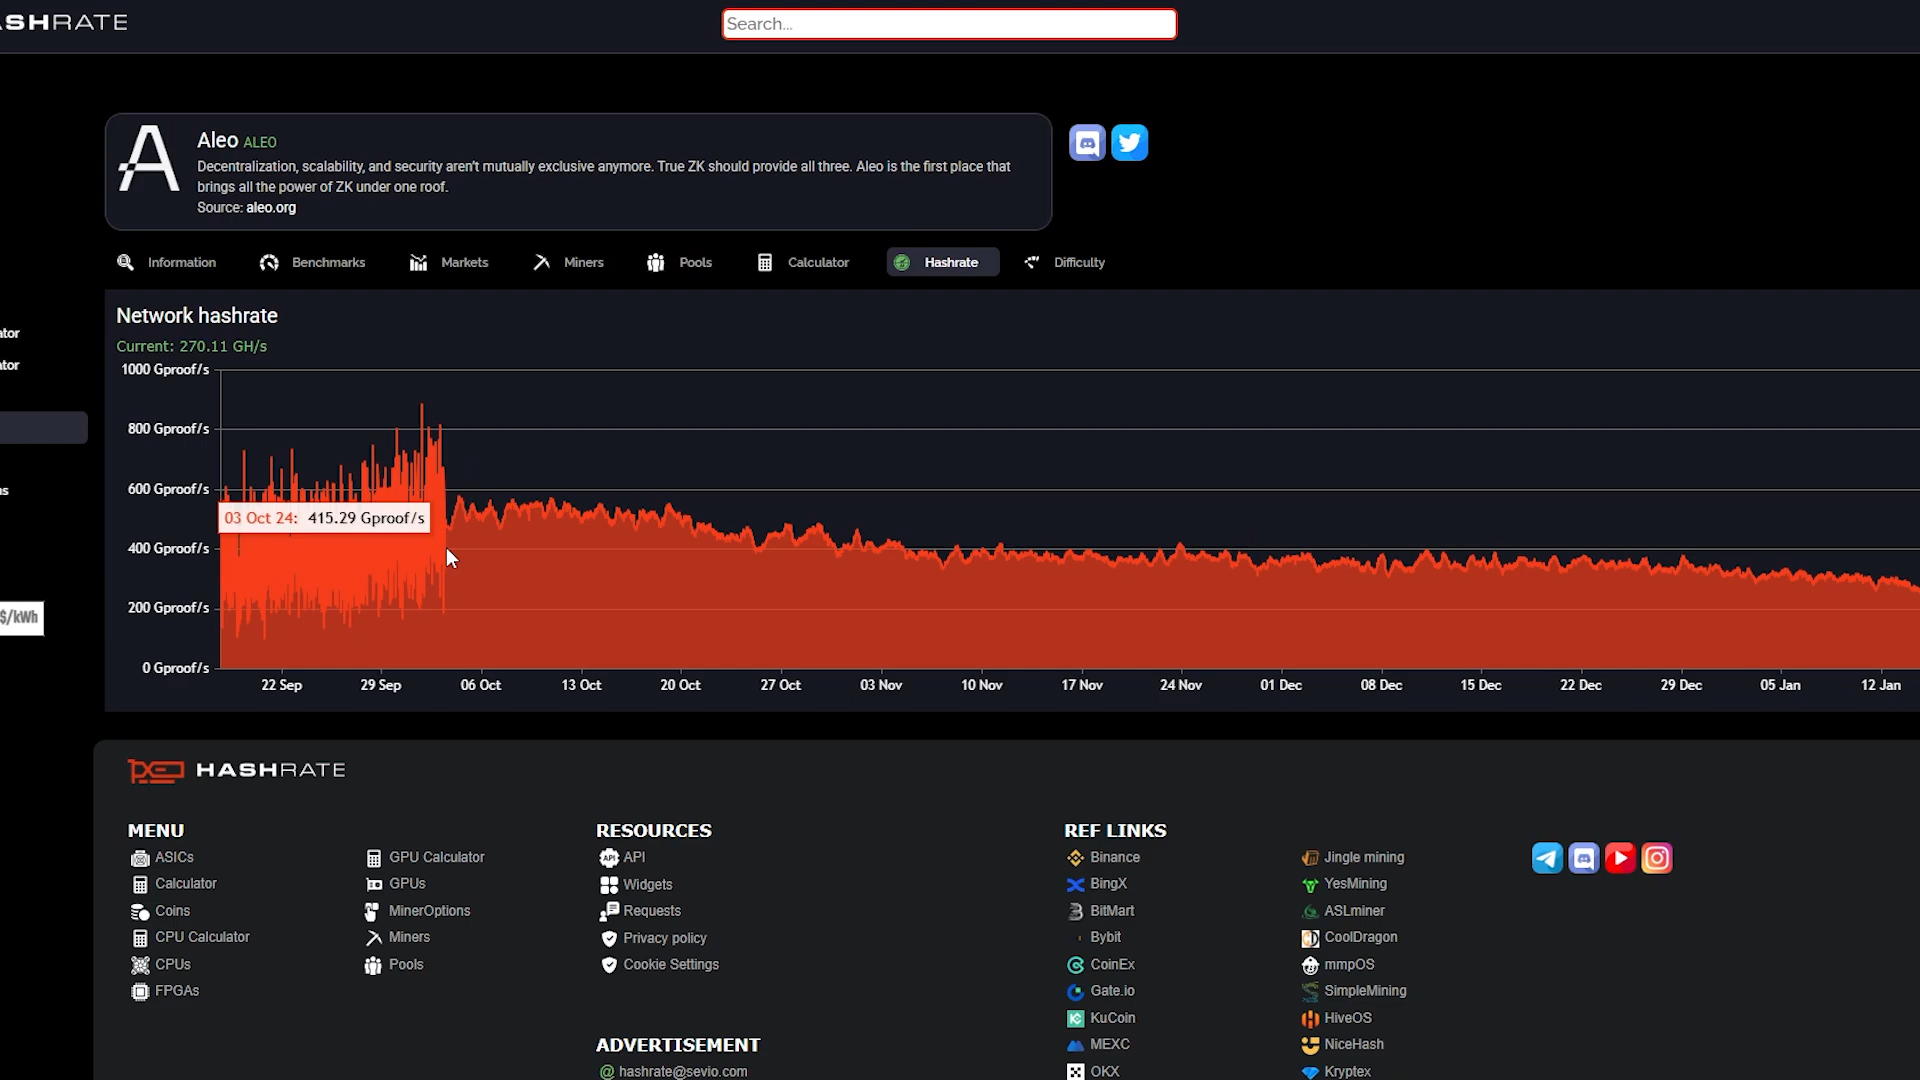 SHRATE
Search...
Aleo ALEO
Decentralization, scalability, and security aren't mutually exclusive anymore. True ZK should provide all three. Aleo is the first place that
brings all the power of ZK under one roof.
Source: aleo.org
Information Benchmarks Markets Miners Pools Calculator Hashrate Difficulty
Network hashrate
Current: 270.11 GH/s
ator
ator
1000 Gproof/s
800 Gproof/s
600 Gproof/s
03 Oct 24: 415.29 Gproof/s
400 Gproof/s
200 Gproof/s
0 Gproof/s
ns
$/kWh
22 Sep 29 Sep 06 Oct 13 Oct 20 Oct 27 Oct 03 Nov 10 Nov 17 Nov 24 Nov 01 Dec 08 Dec 15 Dec 22 Dec 29 Dec 05 Jan 12 Jan
HASHRATE
MENU
ASICs
Calculator
Coins
CPU Calculator
CPUs
FPGAs
GPU Calculator
GPUs
MinerOptions
Miners
Pools
RESOURCES
API
Widgets
Requests
Privacy policy
Cookie Settings
ADVERTISEMENT
@ hashrate@sevio.com
REF LINKS
Binance
BingX
BitMart
Bybit
CoinEx
Gate.io
KuCoin
MEXC
OKX
Jingle mining
YesMining
ASLminer
CoolDragon
mmpOS
SimpleMining
HiveOS
NiceHash
Kryptex